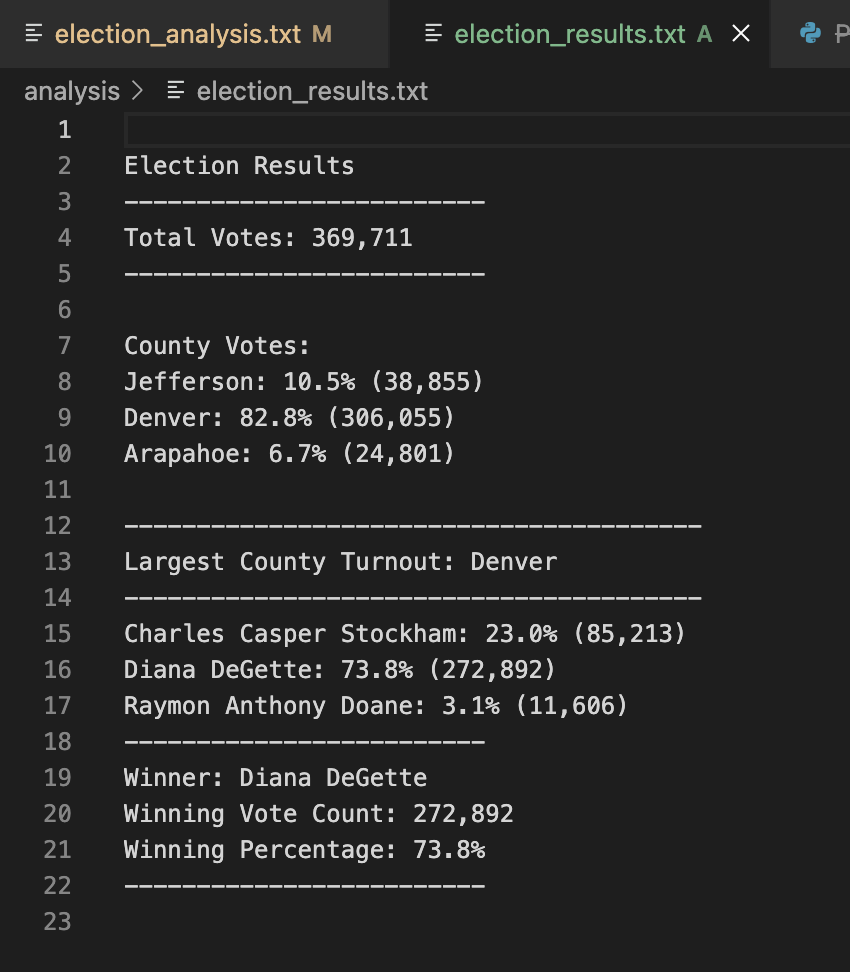 election_analysis.txt M
election_results.txt A
analysis > election_results.txt
1
2 Election Results
3 -------------------------
4 Total Votes: 369,711
5 -------------------------
6
7 County Votes:
8 Jefferson: 10.5% (38,855)
9 Denver: 82.8% (306,055)
10 Arapahoe: 6.7% (24,801)
11
12 ----------------------------------------
13 Largest County Turnout: Denver
14 ----------------------------------------
15 Charles Casper Stockham: 23.0% (85,213)
16 Diana DeGette: 73.8% (272,892)
17 Raymon Anthony Doane: 3.1% (11,606)
18 -------------------------
19 Winner: Diana DeGette
20 Winning Vote Count: 272,892
21 Winning Percentage: 73.8%
22 -------------------------
23